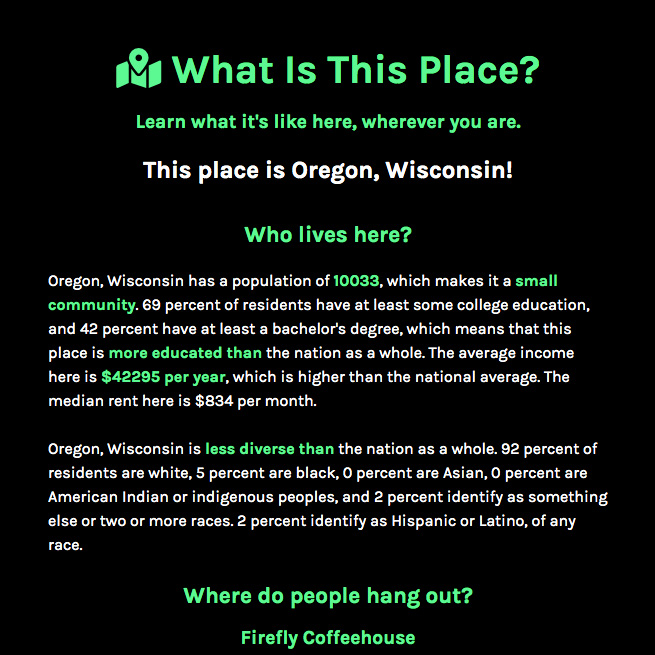 What Is This Place?
Learn what it's like here, wherever you are.
This place is Oregon, Wisconsin!
Who lives here?
Oregon, Wisconsin has a population of 10033, which makes it a small
community. 69 percent of residents have at least some college education,
and 42 percent have at least a bachelor's degree, which means that this
place is more educated than the nation as a whole. The average income
here is $42295 per year, which is higher than the national average. The
median rent here is $834 per month.
Oregon, Wisconsin is less diverse than the nation as a whole. 92 percent of
residents are white, 5 percent are black, 0 percent are Asian, 0 percent are
American Indian or indigenous peoples, and 2 percent identify as something
else or two or more races. 2 percent identify as Hispanic or Latino, of any
race.
Where do people hang out?
Firefly Coffeehouse